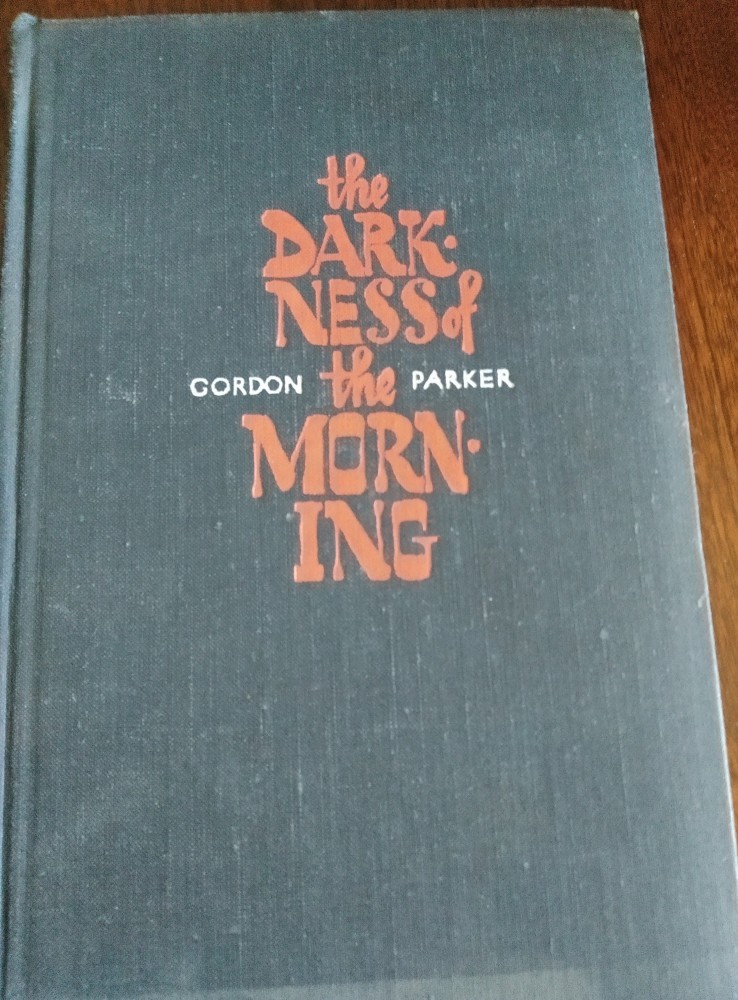 the
DARK·
NESS of
GORDON the PARKER
MORN·
ING